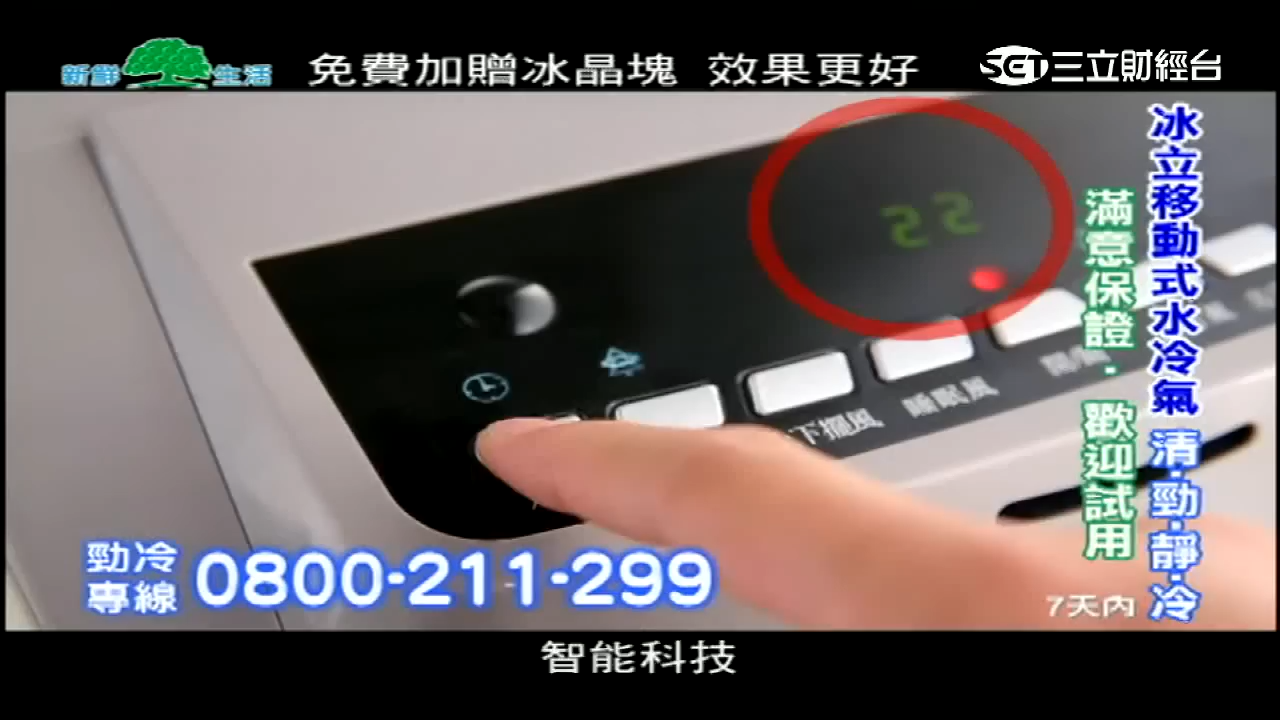 新鮮生活
免費加贈冰晶塊 效果更好
SET三立財經台
冰立移動式水冷氣 清·勁·靜·冷
滿意保證·歡迎試用
7天內
22
下擺風
睡眠風
勁冷專線
0800-211-299
智能科技